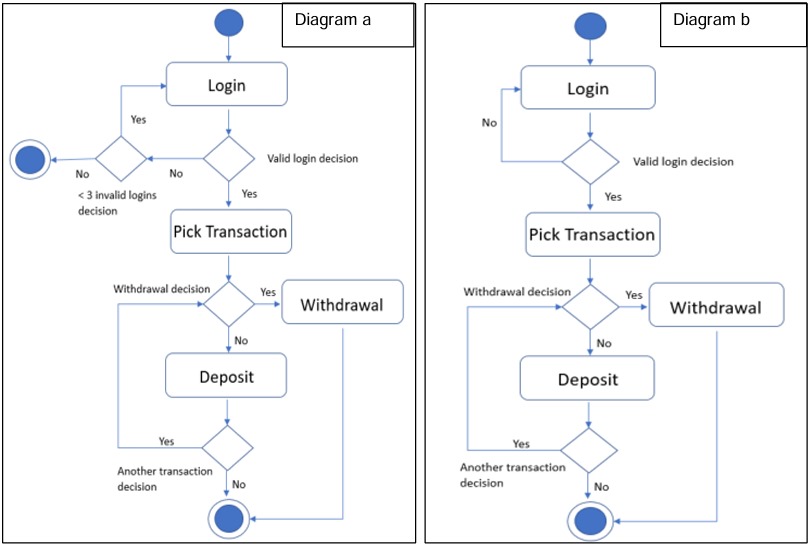 Diagram a
Login
Yes
Valid login decision
No
No
< 3 invalid logins
decision
Yes
Pick Transaction
Withdrawal decision
Yes
Withdrawal
No
Deposit
Yes
Another transaction
decision
No
Diagram b
Login
No
Valid login decision
Yes
Pick Transaction
Withdrawal decision
Yes
Withdrawal
No
Deposit
Yes
Another transaction
decision
No